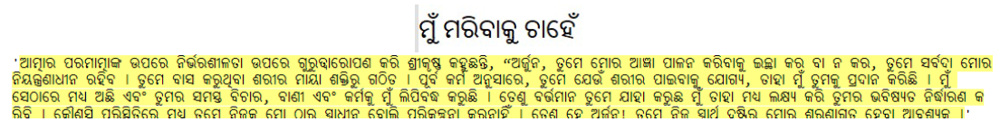 ମୁଁ ମରିବାକୁ ଚାହେଁ
'ଆତ୍ମାର ପରମାତ୍ମାଙ୍କ ଉପରେ ନିର୍ଭରଶୀଳତା ଉପରେ ଗୁରୁତ୍ୱାରୋପଣ କରି ଶ୍ରୀକୃଷ୍ଣ କହୁଛନ୍ତି, “ଅର୍ଜୁନ, ତୁମେ ମୋର ଆଜ୍ଞା ପାଳନ କରିବାକୁ ଇଚ୍ଛା କର ବା ନ କର, ତୁମେ ସର୍ବଦା ମୋର
ନିୟନ୍ତ୍ରଣାଧୀନ ରହିବ । ତୁମେ ବାସ କରୁଥିବା ଶରୀର ମାୟା ଶକ୍ତିରୁ ଗଠିତ । ପୂର୍ବ କର୍ମ ଅନୁସାରେ, ତୁମେ ଯେଉଁ ଶରୀର ପାଇବାକୁ ଯୋଗ୍ୟ, ତାହା ମୁଁ ତୁମକୁ ପ୍ରଦାନ କରିଛି । ମୁଁ
ସେଠାରେ ମଧ୍ୟ ଅଛି ଏବଂ ତୁମର ସମସ୍ତ ବିଚାର, ବାଣୀ ଏବଂ କର୍ମକୁ ମୁଁ ଲିପିବଦ୍ଧ କରୁଛି । ତେଣୁ ବର୍ତ୍ତମାନ ତୁମେ ଯାହା କରୁଛ ମୁଁ ତାହା ମଧ୍ୟ ଲକ୍ଷ୍ୟ କରି ତୁମର ଭବିଷ୍ୟତ ନିର୍ଦ୍ଧାରଣ କ
ରିବି । କୌଣସି ପରିସ୍ଥିତିରେ ମଧ୍ୟ ତୁମେ ନିଜକୁ ମୋ ଠାରୁ ସ୍ୱାଧୀନ ବୋଲି ପରିକଳ୍ପନା କରନାହିଁ । ତେଣୁ ହେ ଅର୍ଜୁନ! ତୁମେ ନିଜ ସ୍ୱାର୍ଥ ଦୃଷ୍ଟିରୁ ମୋର ଶରଣାଗତ ହେବା ଆବଶ୍ୟକ ।'